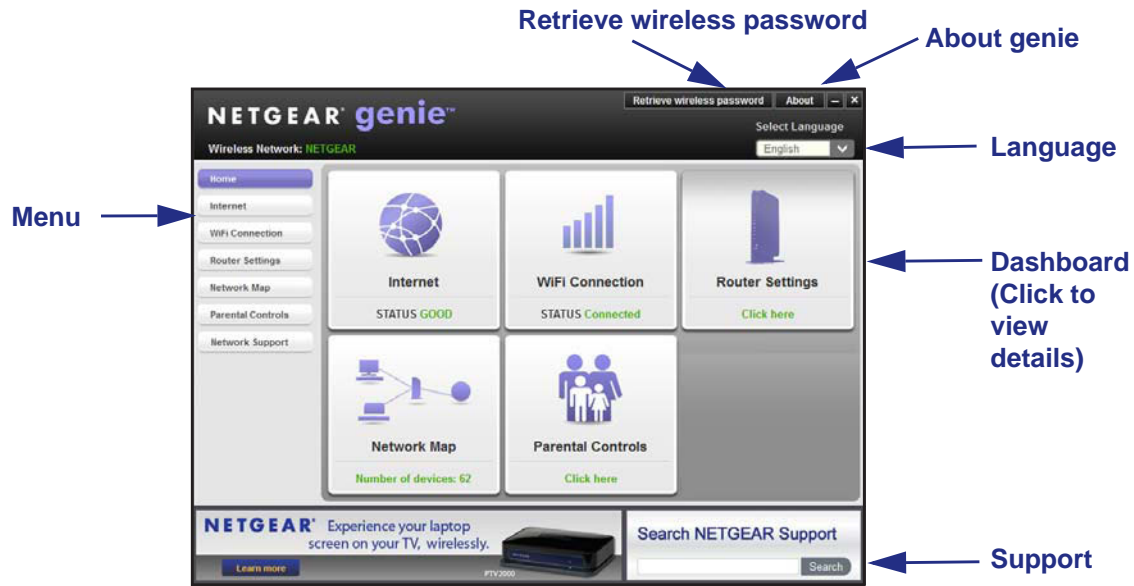 Retrieve wireless password
About genie
Retrieve wireless password
About
NETGEAR® genie™
Select Language
Wireless Network: NETGEAR
English
Language
Menu
Home
Internet
WiFi Connection
Router Settings
Network Map
Parental Controls
Network Support
Internet
STATUS GOOD
WiFi Connection
STATUS Connected
Router Settings
Click here
Dashboard
(Click to
view
details)
Network Map
Number of devices: 62
Parental Controls
Click here
NETGEAR®
Experience your laptop
screen on your TV, wirelessly.
Learn more
PTV2000
Search NETGEAR Support
Search
Support